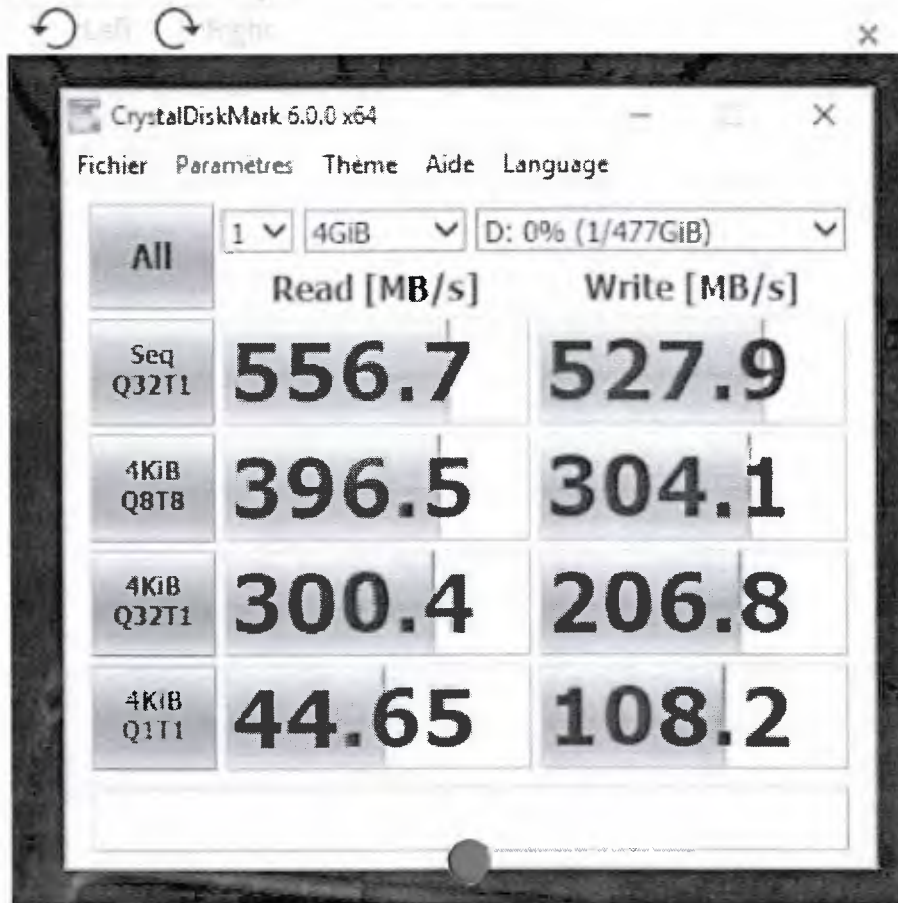 Left Right
CrystalDiskMark 6.0.0 x64
Fichier Paramètres Thème Aide Language
All 1 4GiB D: 0% (1/477GiB)
Read [MB/s] Write [MB/s]
Seq Q32T1 556.7 527.9
4KiB Q8T8 396.5 304.1
4KiB Q32T1 300.4 206.8
4KiB Q1T1 44.65 108.2